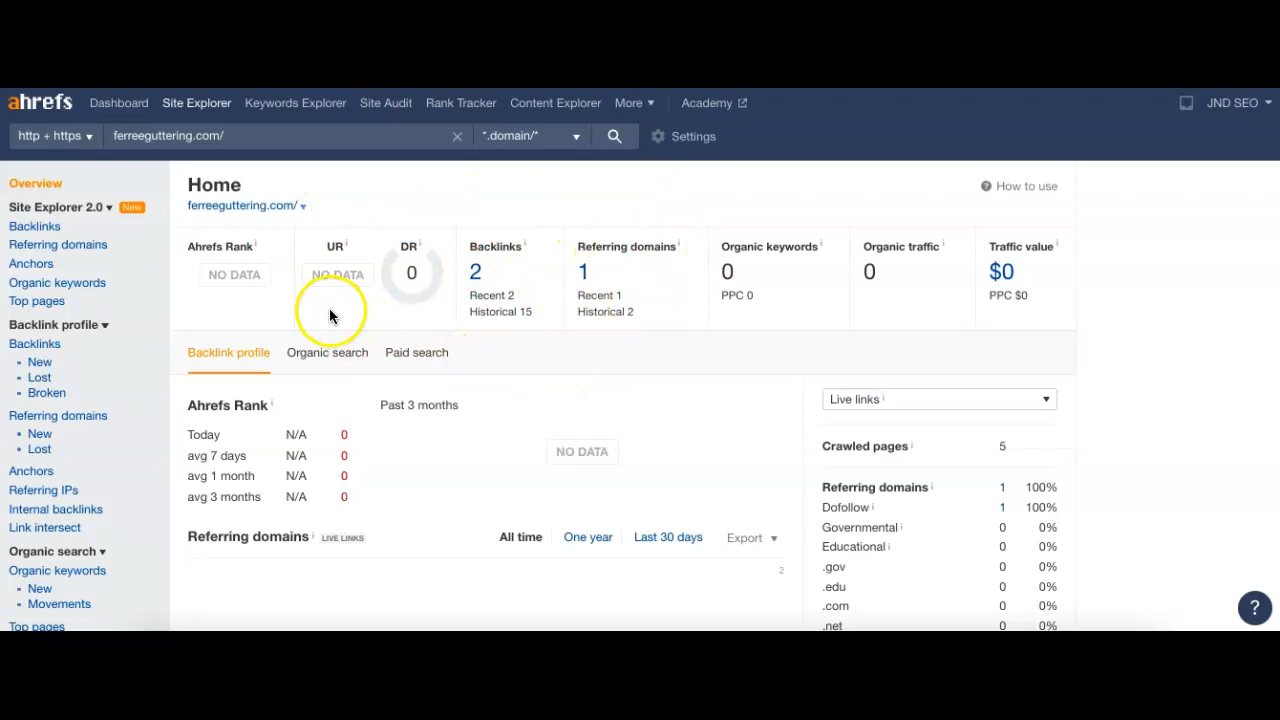 ahrefs Dashboard Site Explorer Keywords Explorer Site Audit Rank Tracker Content Explorer More Academy JND SEO
http + https ferreeguttering.com/ *.domain/* Settings
Overview
Site Explorer 2.0 New
Backlinks
Referring domains
Anchors
Organic keywords
Top pages
Backlink profile
Backlinks
New
Lost
Broken
Referring domains
New
Lost
Anchors
Referring IPs
Internal backlinks
Link intersect
Organic search
Organic keywords
New
Movements
Top pages
Home
How to use
ferreeguttering.com/
Ahrefs Rank UR DR Backlinks Referring domains Organic keywords Organic traffic Traffic value
NO DATA NO DATA 0 2 1 0 0 $0
Recent 2 Recent 1 PPC 0 PPC $0
Historical 15 Historical 2
Backlink profile Organic search Paid search
Ahrefs Rank Past 3 months
Today N/A 0
avg 7 days N/A 0
avg 1 month N/A 0
avg 3 months N/A 0
NO DATA
Referring domains LIVE LINKS All time One year Last 30 days Export
2
Live links
Crawled pages 5
Referring domains 1 100%
Dofollow 1 100%
Governmental 0 0%
Educational 0 0%
.gov 0 0%
.edu 0 0%
.com 0 0%
.net 0 0%
?